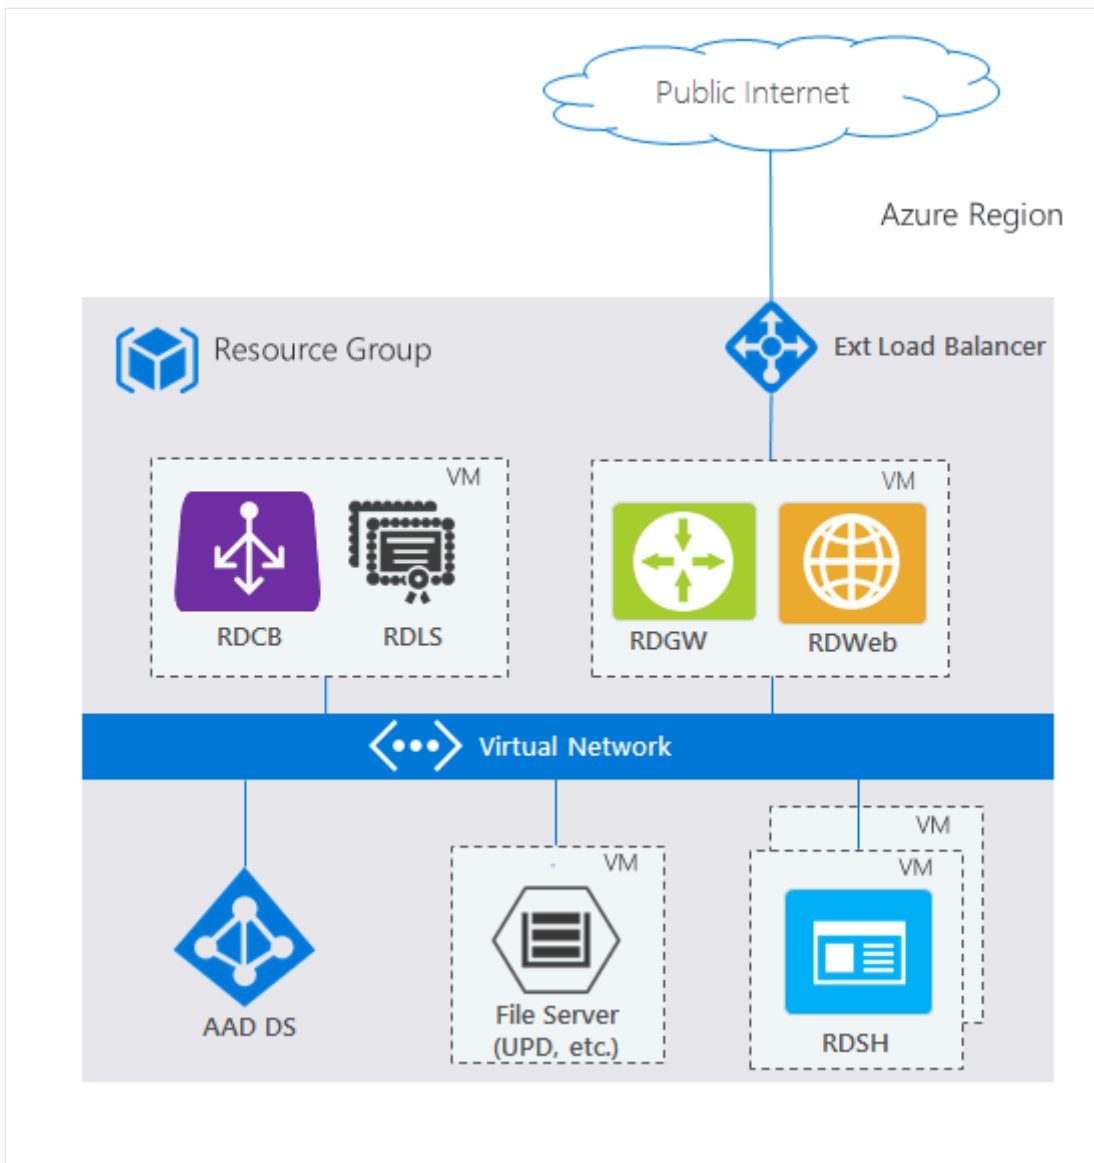 Public Internet
Azure Region
Resource Group
Ext Load Balancer
VM
RDCB
RDLS
VM
RDGW
RDWeb
Virtual Network
AAD DS
VM
File Server
(UPD, etc.)
VM
VM
RDSH